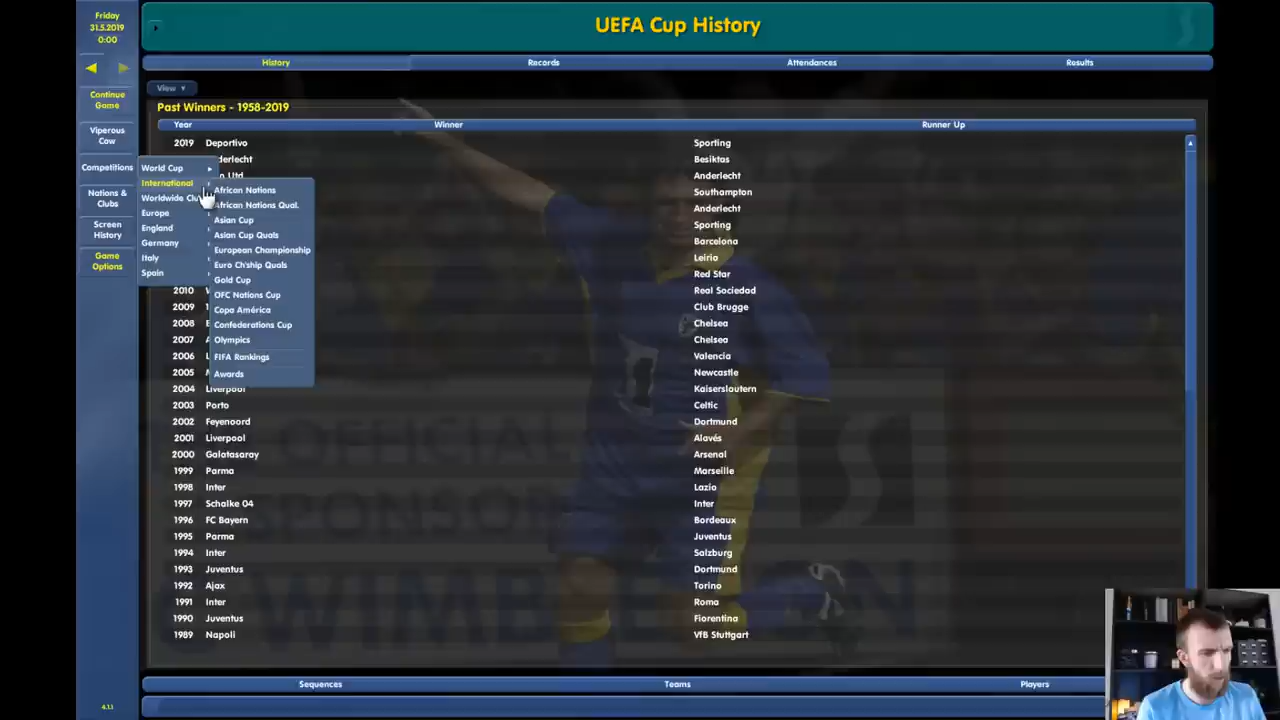 Friday
31.5.2019
0:00
UEFA Cup History
History
Records
Attendances
Results
Continue
Game
View
Past Winners - 1958-2019
Year
Winner
Runner Up
Viperous
Cow
2019 Deportivo Sporting
Besiktas
Anderlecht
Competitions
World Cup
International
Worldwide
Europe
England
Germany
Italy
Spain
African Nations
African Nations Qual.
Asian Cup
Asian Cup Quals
European Championship
Euro Ch'ship Quals
Gold Cup
OFC Nations Cup
Copa América
Confederations Cup
Olympics
FIFA Rankings
Awards
Nations &
Clubs
Screen
History
Game
Options
Southampton
Anderlecht
Sporting
Barcelona
Leiria
Red Star
2010 Real Sociedad
2009 Club Brugge
2008 Chelsea
2007 Chelsea
2006 Valencia
2005 Newcastle
2004 Liverpool Kaiserslautern
2003 Porto Celtic
2002 Feyenoord Dortmund
2001 Liverpool Alavés
2000 Galatasaray Arsenal
1999 Parma Marseille
1998 Inter Lazio
1997 Schalke 04 Inter
1996 FC Bayern Bordeaux
1995 Parma Juventus
1994 Inter Salzburg
1993 Juventus Dortmund
1992 Ajax Torino
1991 Inter Roma
1990 Juventus Fiorentina
1989 Napoli VfB Stuttgart
OFFICIAL
SPONSO
WIMB
Sequences
Teams
Players
4.1.1